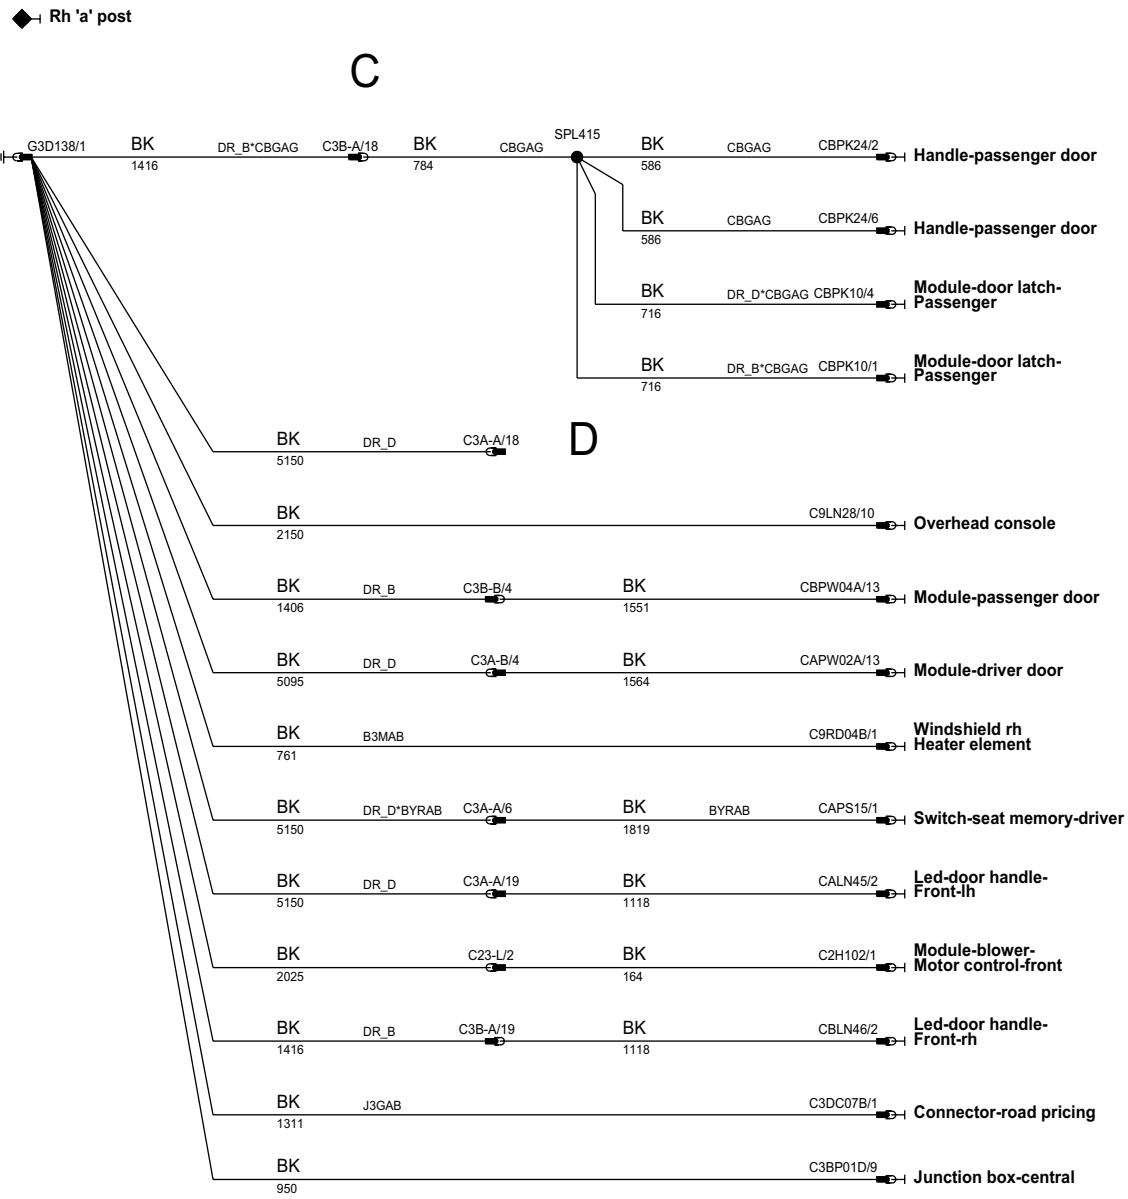 Rh 'a' post
C
G3D138/1 BK DR_B*CBGAG C3B-A/18 BK CBGAG SPL415 BK CBGAG CBPK24/2 Handle-passenger door
1416 784 586
BK CBGAG CBPK24/6 Handle-passenger door
586
BK DR_D*CBGAG CBPK10/4 Module-door latch-
Passenger
716
BK DR_B*CBGAG CBPK10/1 Module-door latch-
Passenger
716
D
BK DR_D C3A-A/18
5150
BK C9LN28/10 Overhead console
2150
BK DR_B C3B-B/4 BK CBPW04A/13 Module-passenger door
1406 1551
BK DR_D C3A-B/4 BK CAPW02A/13 Module-driver door
5095 1564
BK B3MAB C9RD04B/1 Windshield rh
Heater element
761
BK DR_D*BYRAB C3A-A/6 BK BYRAB CAPS15/1 Switch-seat memory-driver
5150 1819
BK DR_D C3A-A/19 BK CALN45/2 Led-door handle-
Front-lh
5150 1118
BK C23-L/2 BK C2H102/1 Module-blower-
Motor control-front
2025 164
BK DR_B C3B-A/19 BK CBLN46/2 Led-door handle-
Front-rh
1416 1118
BK J3GAB C3DC07B/1 Connector-road pricing
1311
BK C3BP01D/9 Junction box-central
950